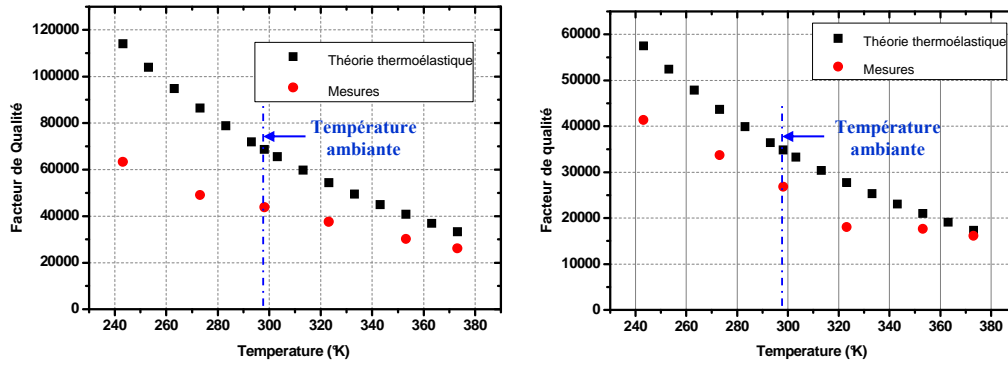 120000
100000
80000
60000
40000
20000
0
240 260 280 300 320 340 360 380
Facteur de Qualité
Temperature (°K)
Théorie thermoélastique
Mesures
Température
ambiante
60000
50000
40000
30000
20000
10000
0
240 260 280 300 320 340 360 380
Facteur de qualité
Temperature (°K)
Théorie thermoélastique
Mesures
Température
ambiante